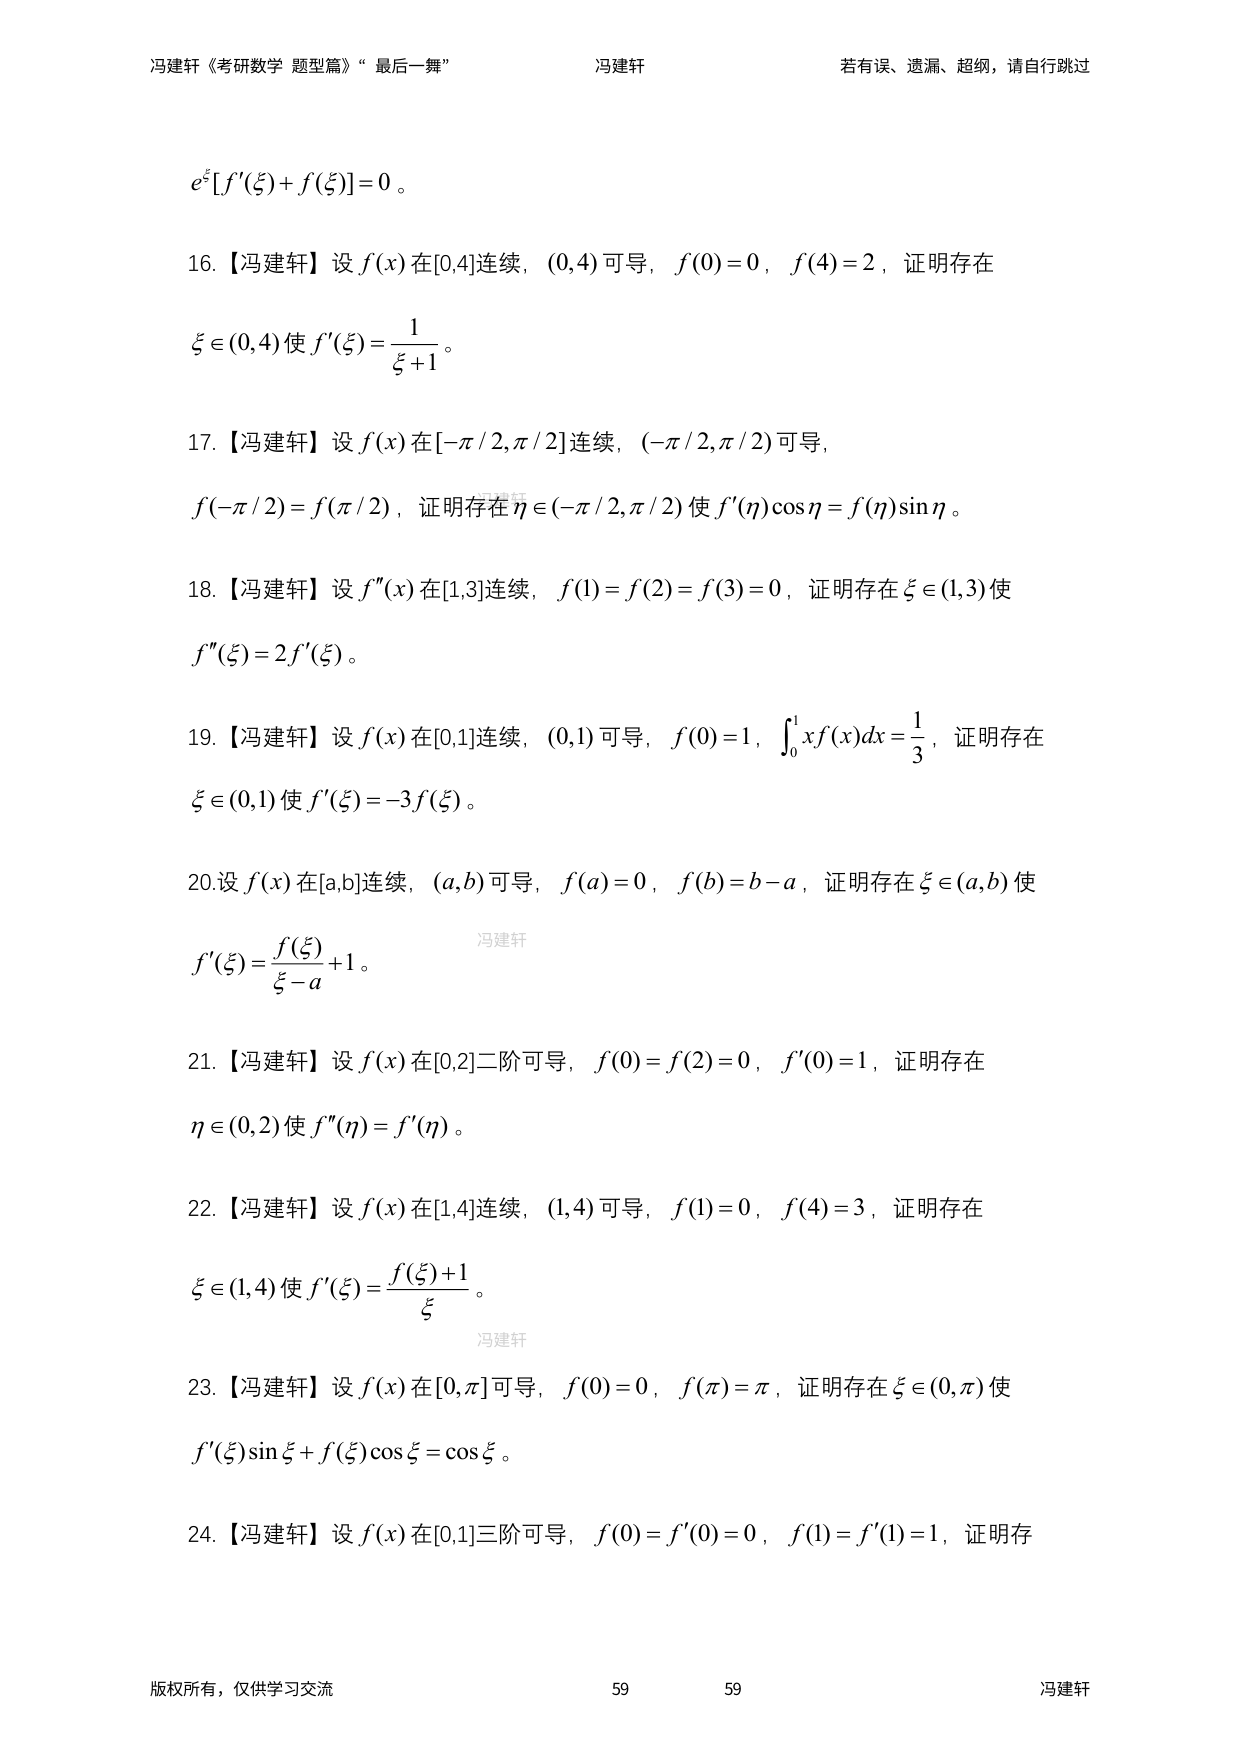 冯建轩《考研数学 题型篇》“ 最后一舞” 冯建轩 若有误、遗漏、超纲，请自行跳过
e^ξ[f′(ξ)+f(ξ)]=0。
16.【冯建轩】设 f(x) 在[0,4]连续，(0,4) 可导，f(0)=0，f(4)=2，证明存在
ξ∈(0,4) 使 f′(ξ)=1/(ξ+1)。
17.【冯建轩】设 f(x) 在[−π/2,π/2]连续，(−π/2,π/2) 可导，
f(−π/2)=f(π/2)，证明存在 η∈(−π/2,π/2) 使 f′(η)cosη=f(η)sinη。
冯建轩
18.【冯建轩】设 f″(x) 在[1,3]连续，f(1)=f(2)=f(3)=0，证明存在 ξ∈(1,3) 使
f″(ξ)=2f′(ξ)。
19.【冯建轩】设 f(x) 在[0,1]连续，(0,1) 可导，f(0)=1，∫₀¹xf(x)dx=1/3，证明存在
ξ∈(0,1) 使 f′(ξ)=−3f(ξ)。
20.设 f(x) 在[a,b]连续，(a,b) 可导，f(a)=0，f(b)=b−a，证明存在 ξ∈(a,b) 使
冯建轩
f′(ξ)=f(ξ)/(ξ−a)+1。
21.【冯建轩】设 f(x) 在[0,2]二阶可导，f(0)=f(2)=0，f′(0)=1，证明存在
η∈(0,2) 使 f″(η)=f′(η)。
22.【冯建轩】设 f(x) 在[1,4]连续，(1,4) 可导，f(1)=0，f(4)=3，证明存在
ξ∈(1,4) 使 f′(ξ)=(f(ξ)+1)/ξ。
冯建轩
23.【冯建轩】设 f(x) 在[0,π]可导，f(0)=0，f(π)=π，证明存在 ξ∈(0,π) 使
f′(ξ)sinξ+f(ξ)cosξ=cosξ。
24.【冯建轩】设 f(x) 在[0,1]三阶可导，f(0)=f′(0)=0，f(1)=f′(1)=1，证明存
版权所有，仅供学习交流 59 59 冯建轩